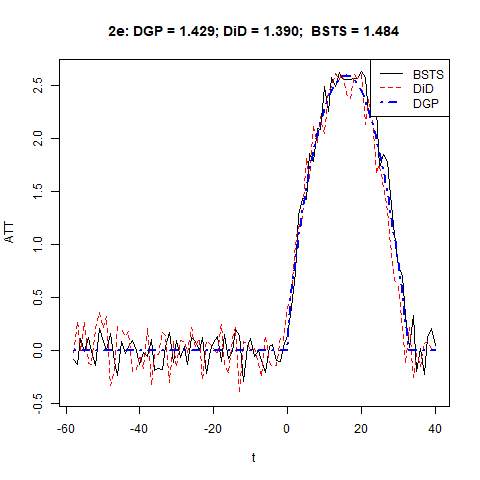 2e: DGP = 1.429; DiD = 1.390;  BSTS = 1.484
BSTS
DiD
DGP
ATT
2.5
2.0
1.5
1.0
0.5
0.0
-0.5
-60
-40
-20
0
20
40
t